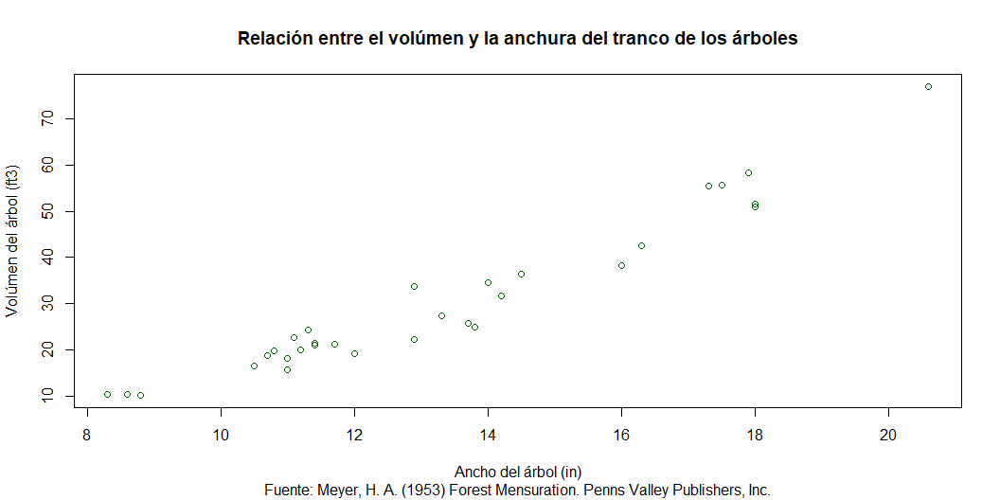 Relación entre el volúmen y la anchura del tranco de los árboles
Volúmen del árbol (ft3)
70
60
50
40
30
20
10
8 10 12 14 16 18 20
Ancho del árbol (in)
Fuente: Meyer, H. A. (1953) Forest Mensuration. Penns Valley Publishers, Inc.